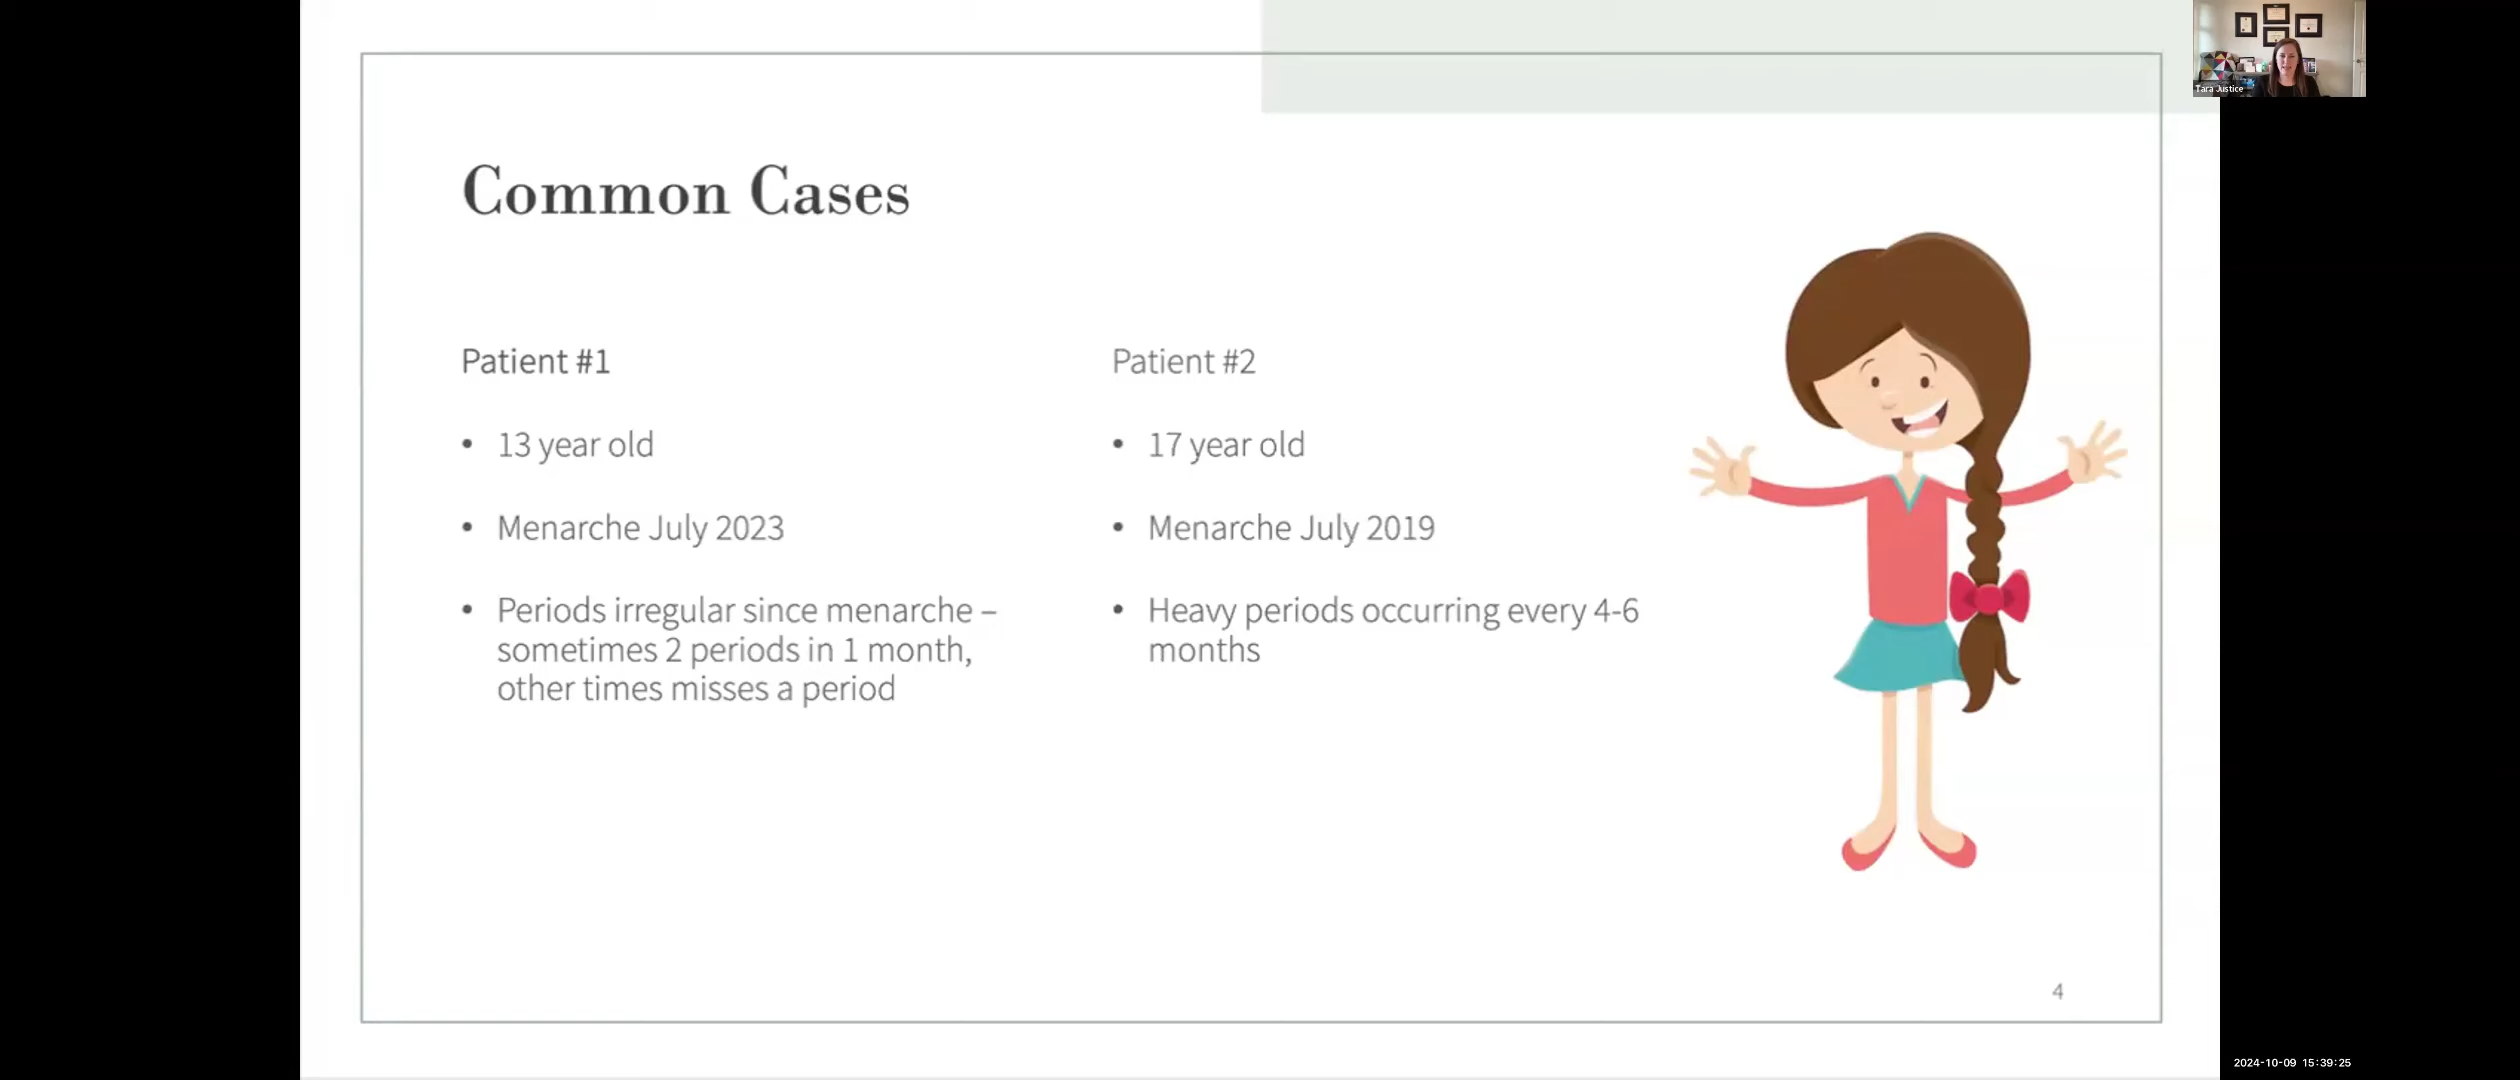 Tara Justice
Common Cases
Patient #1
• 13 year old
• Menarche July 2023
• Periods irregular since menarche –
sometimes 2 periods in 1 month,
other times misses a period
Patient #2
• 17 year old
• Menarche July 2019
• Heavy periods occurring every 4-6
months
4
2024-10-09 15:39:25